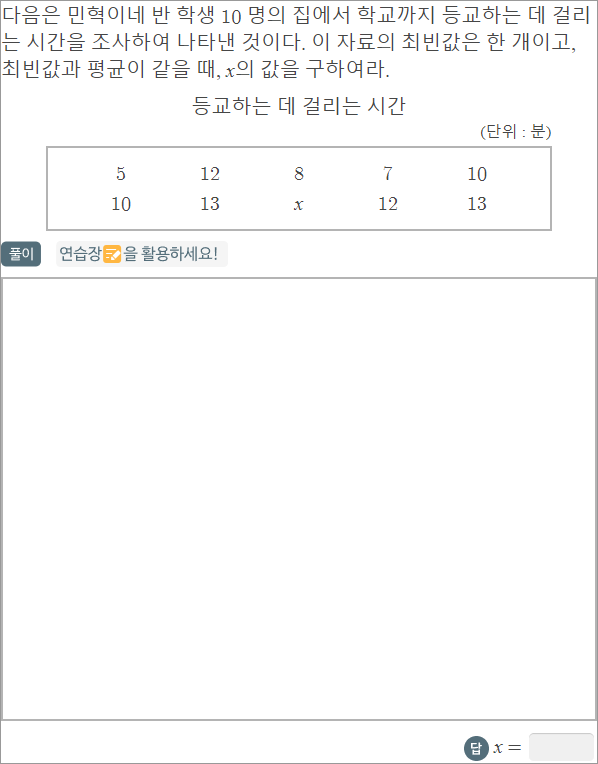 다음은 민혁이네 반 학생 10 명의 집에서 학교까지 등교하는 데 걸리
는 시간을 조사하여 나타낸 것이다. 이 자료의 최빈값은 한 개이고,
최빈값과 평균이 같을 때, x의 값을 구하여라.
등교하는 데 걸리는 시간
(단위 : 분)
5 12 8 7 10
10 13 x 12 13
풀이 연습장을 활용하세요!
답 x =